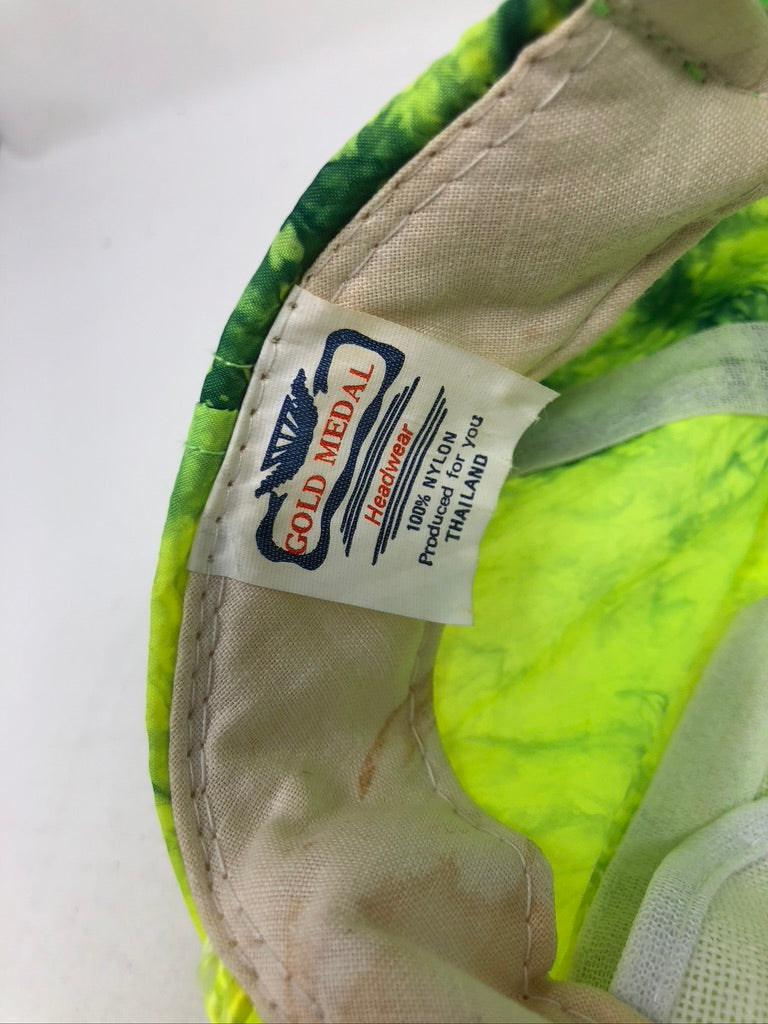 GOLD MEDAL
Headwear
100% NYLON
Produced for you
THAILAND